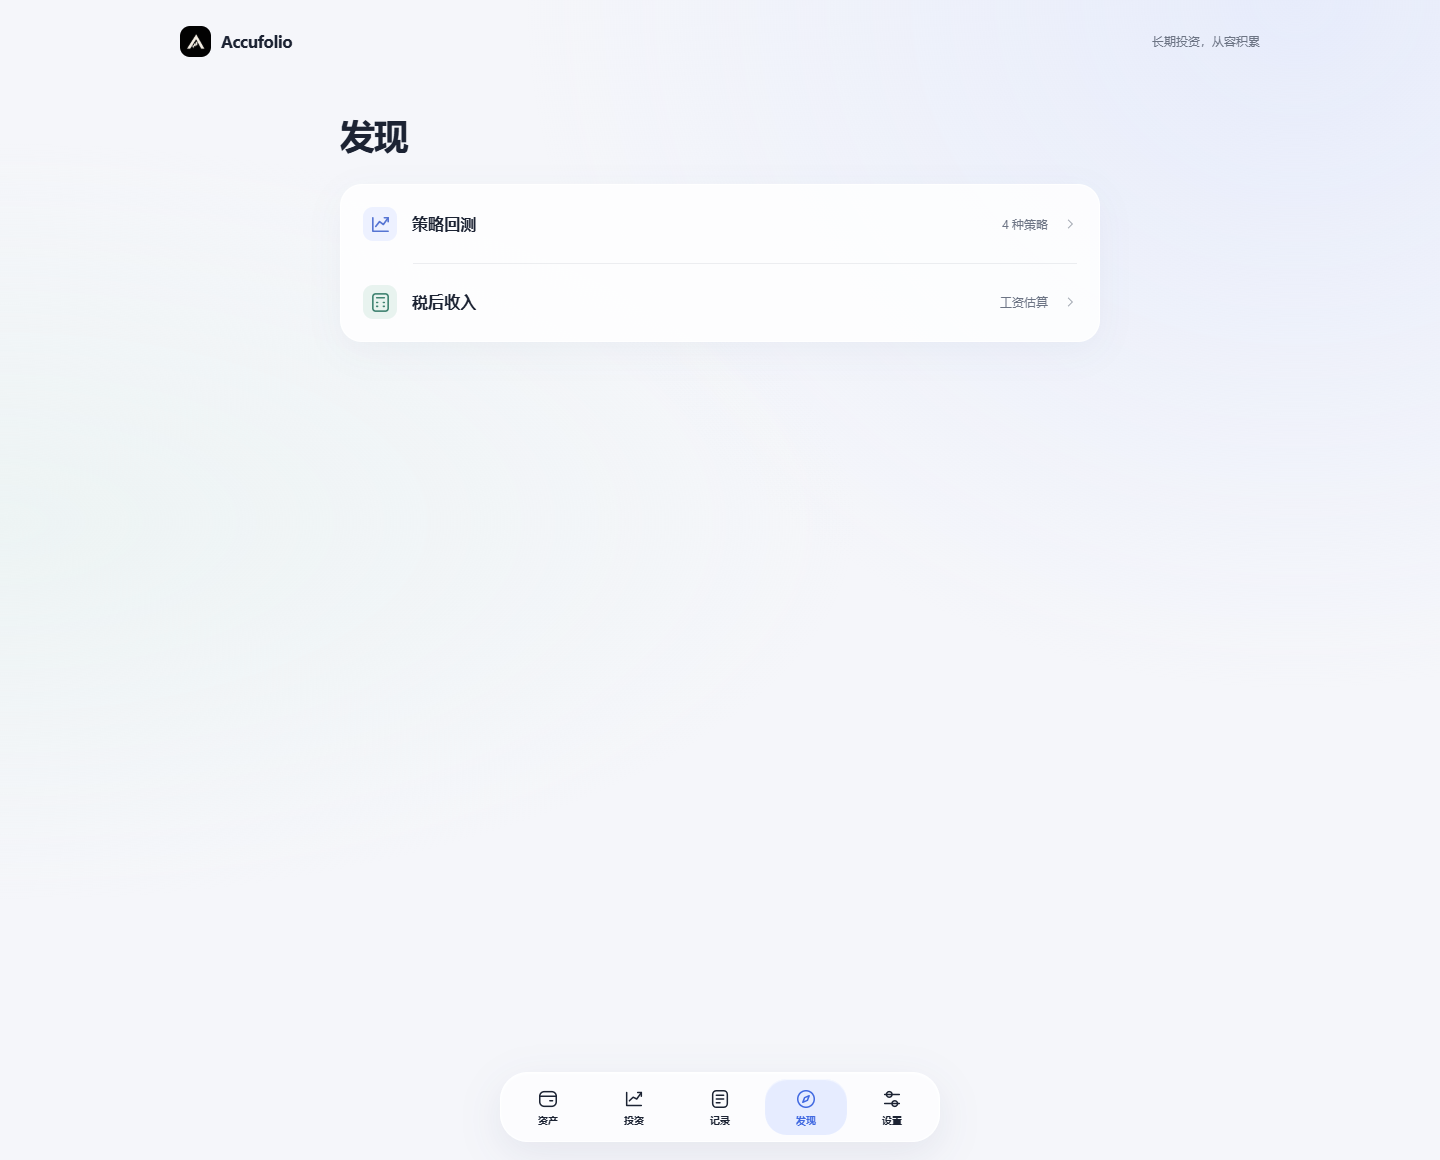 Accufolio
长期投资，从容积累
发现
策略回测
4 种策略
税后收入
工资估算
资产
投资
记录
发现
设置